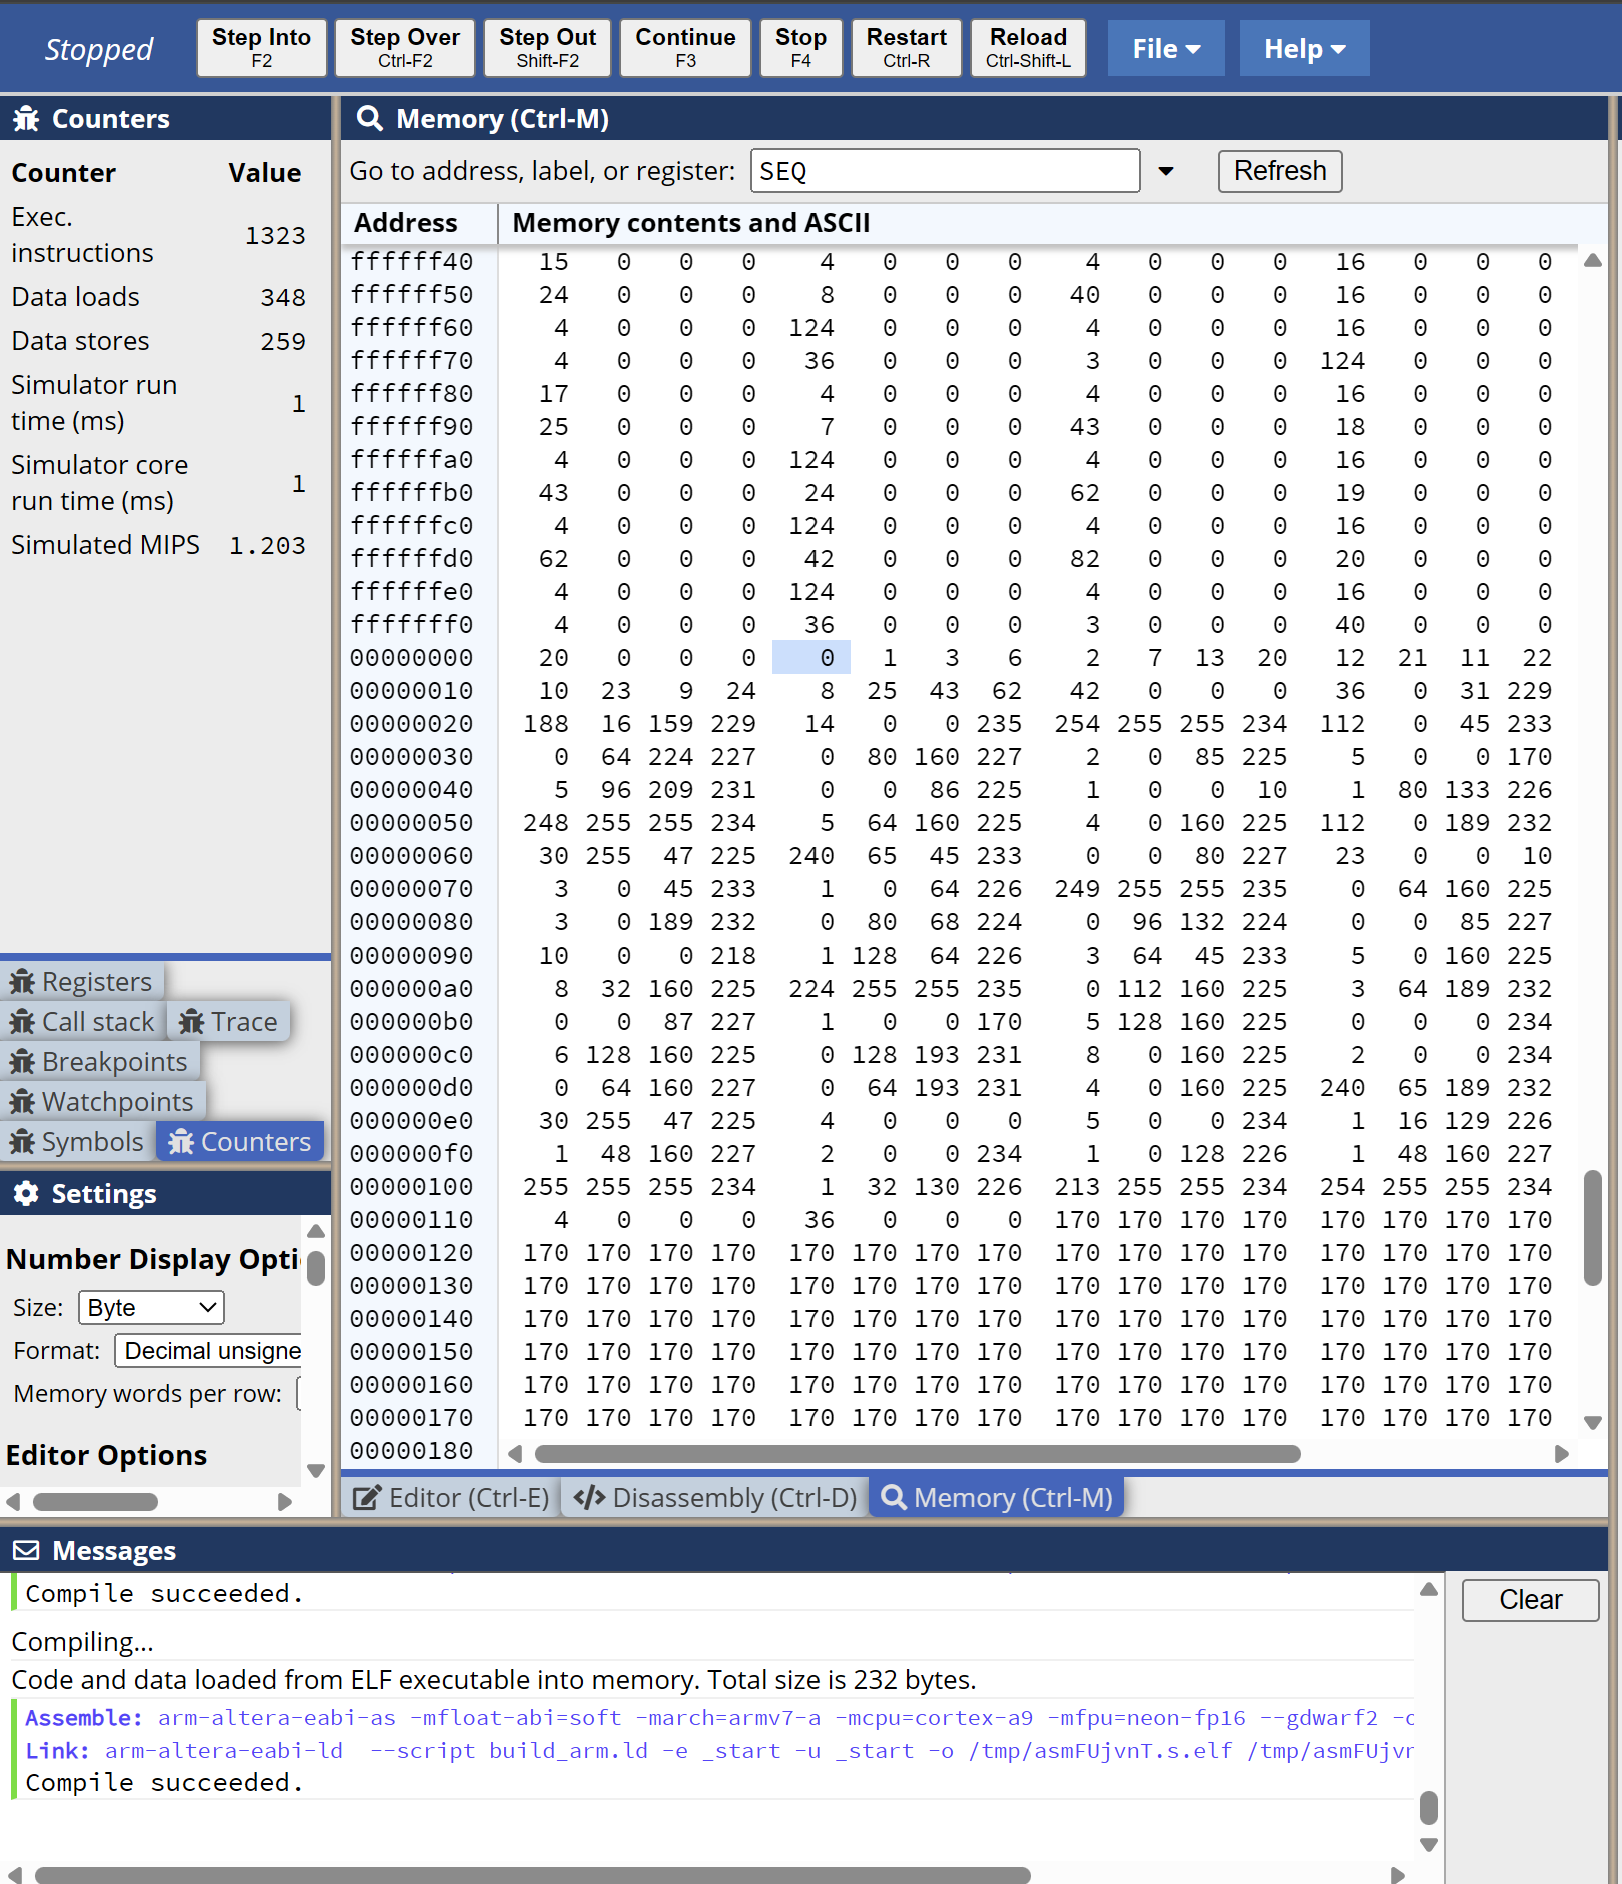 Stopped
Step Into
F2
Step Over
Ctrl-F2
Step Out
Shift-F2
Continue
F3
Stop
F4
Restart
Ctrl-R
Reload
Ctrl-Shift-L
File
Help
Counters
Counter Value
Exec. instructions 1323
Data loads 348
Data stores 259
Simulator run time (ms) 1
Simulator core run time (ms) 1
Simulated MIPS 1.203
Registers
Call stack Trace
Breakpoints
Watchpoints
Symbols Counters
Settings
Number Display Opti
Size: Byte
Format: Decimal unsigne
Memory words per row:
Editor Options
Memory (Ctrl-M)
Go to address, label, or register: SEQ Refresh
Address Memory contents and ASCII
ffffff40 15 0 0 0 4 0 0 0 4 0 0 0 16 0 0 0
ffffff50 24 0 0 0 8 0 0 0 40 0 0 0 16 0 0 0
ffffff60 4 0 0 0 124 0 0 0 4 0 0 0 16 0 0 0
ffffff70 4 0 0 0 36 0 0 0 3 0 0 0 124 0 0 0
ffffff80 17 0 0 0 4 0 0 0 4 0 0 0 16 0 0 0
ffffff90 25 0 0 0 7 0 0 0 43 0 0 0 18 0 0 0
ffffffa0 4 0 0 0 124 0 0 0 4 0 0 0 16 0 0 0
ffffffb0 43 0 0 0 24 0 0 0 62 0 0 0 19 0 0 0
ffffffc0 4 0 0 0 124 0 0 0 4 0 0 0 16 0 0 0
ffffffd0 62 0 0 0 42 0 0 0 82 0 0 0 20 0 0 0
ffffffe0 4 0 0 0 124 0 0 0 4 0 0 0 16 0 0 0
fffffff0 4 0 0 0 36 0 0 0 3 0 0 0 40 0 0 0
00000000 20 0 0 0 0 1 3 6 2 7 13 20 12 21 11 22
00000010 10 23 9 24 8 25 43 62 42 0 0 0 36 0 31 229
00000020 188 16 159 229 14 0 0 235 254 255 255 234 112 0 45 233
00000030 0 64 224 227 0 80 160 227 2 0 85 225 5 0 0 170
00000040 5 96 209 231 0 0 86 225 1 0 0 10 1 80 133 226
00000050 248 255 255 234 5 64 160 225 4 0 160 225 112 0 189 232
00000060 30 255 47 225 240 65 45 233 0 0 80 227 23 0 0 10
00000070 3 0 45 233 1 0 64 226 249 255 255 235 0 64 160 225
00000080 3 0 189 232 0 80 68 224 0 96 132 224 0 0 85 227
00000090 10 0 0 218 1 128 64 226 3 64 45 233 5 0 160 225
000000a0 8 32 160 225 224 255 255 235 0 112 160 225 3 64 189 232
000000b0 0 0 87 227 1 0 0 170 5 128 160 225 0 0 0 234
000000c0 6 128 160 225 0 128 193 231 8 0 160 225 2 0 0 234
000000d0 0 64 160 227 0 64 193 231 4 0 160 225 240 65 189 232
000000e0 30 255 47 225 4 0 0 0 5 0 0 234 1 16 129 226
000000f0 1 48 160 227 2 0 0 234 1 0 128 226 1 48 160 227
00000100 255 255 255 234 1 32 130 226 213 255 255 234 254 255 255 234
00000110 4 0 0 0 36 0 0 0 170 170 170 170 170 170 170 170
00000120 170 170 170 170 170 170 170 170 170 170 170 170 170 170 170 170
00000130 170 170 170 170 170 170 170 170 170 170 170 170 170 170 170 170
00000140 170 170 170 170 170 170 170 170 170 170 170 170 170 170 170 170
00000150 170 170 170 170 170 170 170 170 170 170 170 170 170 170 170 170
00000160 170 170 170 170 170 170 170 170 170 170 170 170 170 170 170 170
00000170 170 170 170 170 170 170 170 170 170 170 170 170 170 170 170 170
00000180
Editor (Ctrl-E) Disassembly (Ctrl-D) Memory (Ctrl-M)
Messages
Compile succeeded.
Clear
Compiling...
Code and data loaded from ELF executable into memory. Total size is 232 bytes.
Assemble: arm-altera-eabi-as -mfloat-abi=soft -march=armv7-a -mcpu=cortex-a9 -mfpu=neon-fp16 --gdwarf2 -o
Link: arm-altera-eabi-ld --script build_arm.ld -e _start -u _start -o /tmp/asmFUjvnT.s.elf /tmp/asmFUjvn
Compile succeeded.